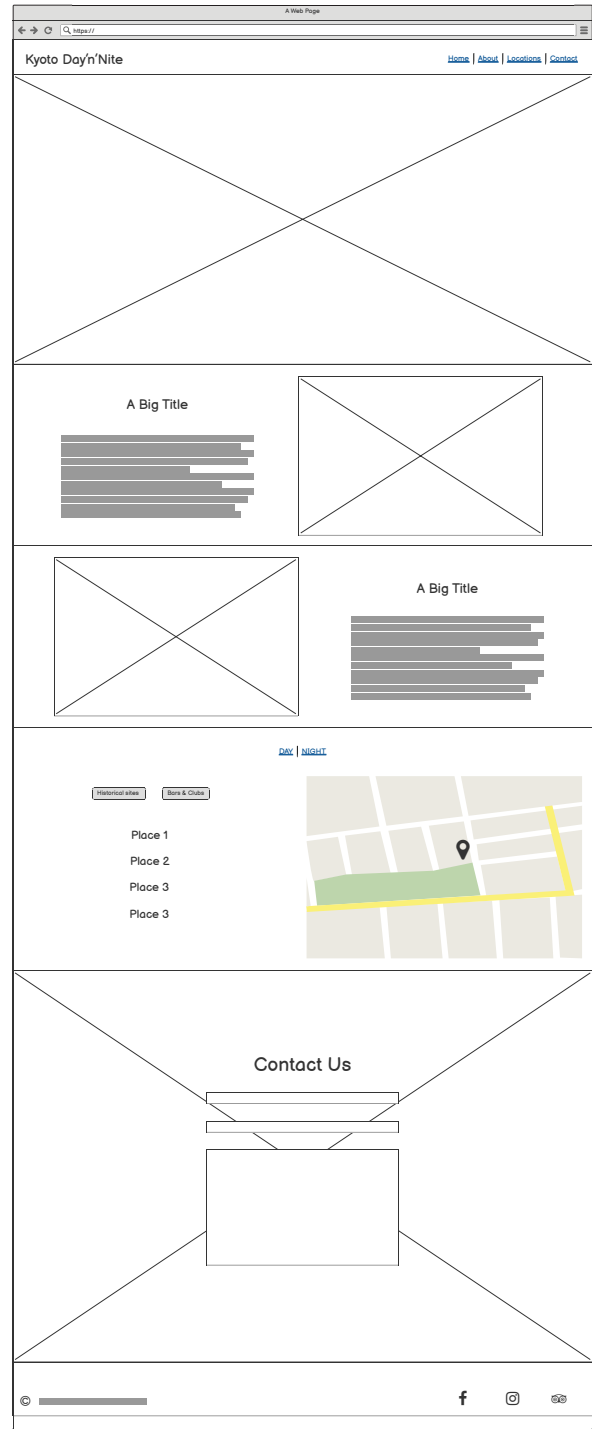 A Web Page
https://
Kyoto Day'n'Nite
Home | About | Locations | Contact
A Big Title
A Big Title
DAY | NIGHT
Historical sites
Bars & Clubs
Place 1
Place 2
Place 3
Place 3
Contact Us
©